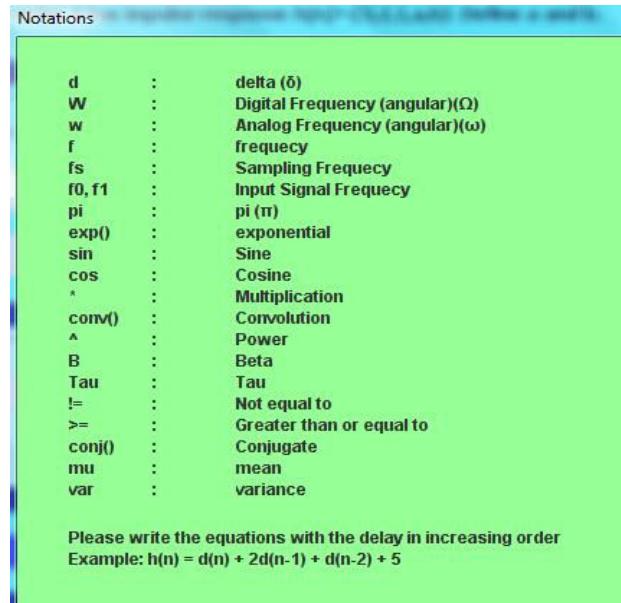 Notations
d : delta (δ)
W : Digital Frequency (angular)(Ω)
w : Analog Frequency (angular)(ω)
f : frequecy
fs : Sampling Frequecy
f0, f1 : Input Signal Frequecy
pi : pi (π)
exp() : exponential
sin : Sine
cos : Cosine
* : Multiplication
conv() : Convolution
^ : Power
B : Beta
Tau : Tau
!= : Not equal to
>= : Greater than or equal to
conj() : Conjugate
mu : mean
var : variance
Please write the equations with the delay in increasing order
Example: h(n) = d(n) + 2d(n-1) + d(n-2) + 5